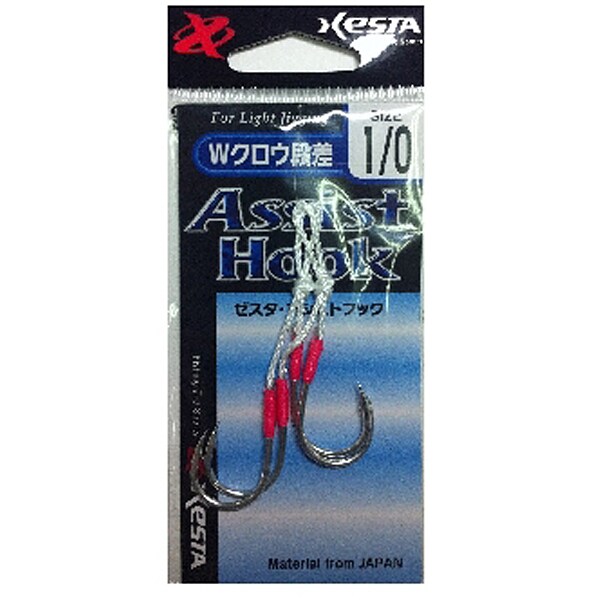 XESTA
For Light Jigging
SIZE
Wクロウ段差
1/0
Assist
Hook
ゼスタ・アシストフック
XESTA
Material from JAPAN